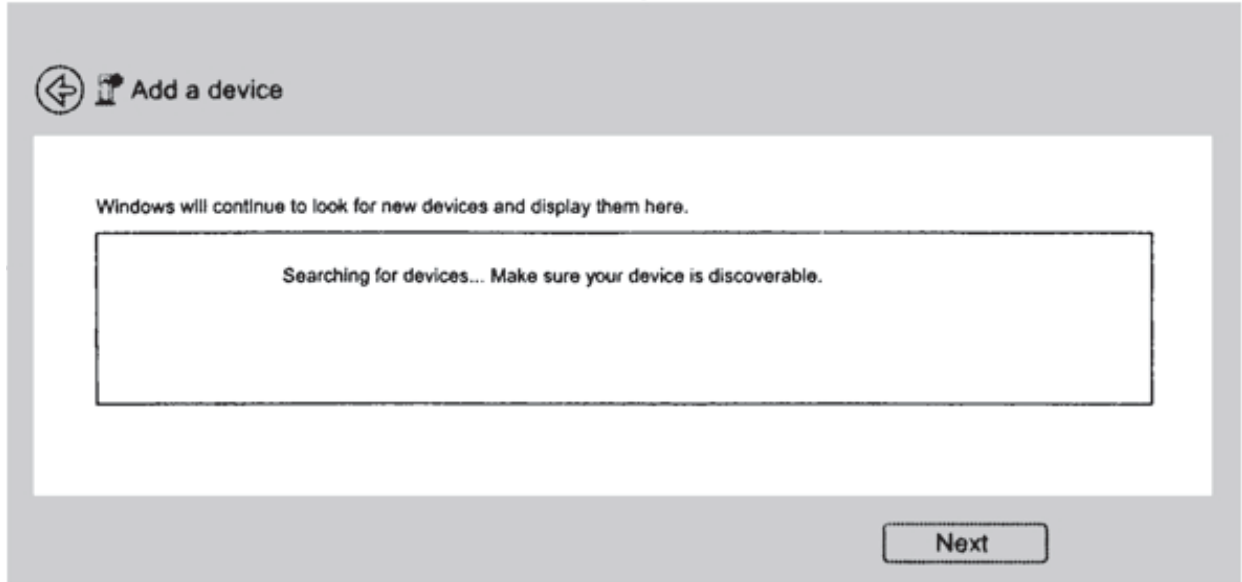 Add a device
Windows will continue to look for new devices and display them here.
Searching for devices... Make sure your device is discoverable.
Next